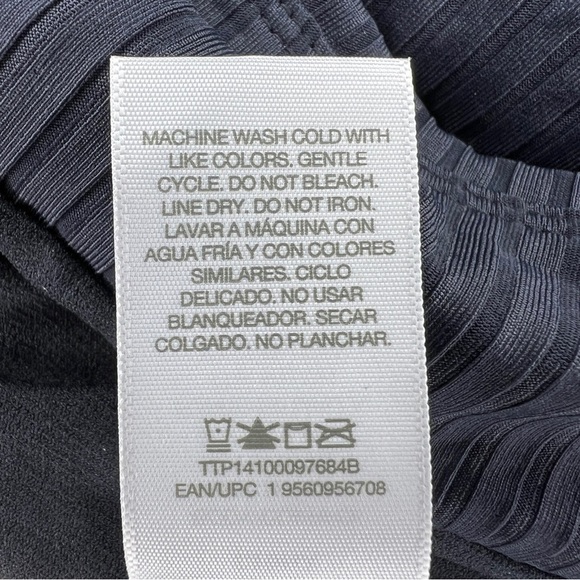 MACHINE WASH COLD WITH
LIKE COLORS. GENTLE
CYCLE. DO NOT BLEACH.
LINE DRY. DO NOT IRON.
LAVAR A MÁQUINA CON
AGUA FRÍA Y CON COLORES
SIMILARES. CICLO
DELICADO. NO USAR
BLANQUEADOR. SECAR
COLGADO. NO PLANCHAR.
TTP14100097684B
EAN/UPC 1 9560956708